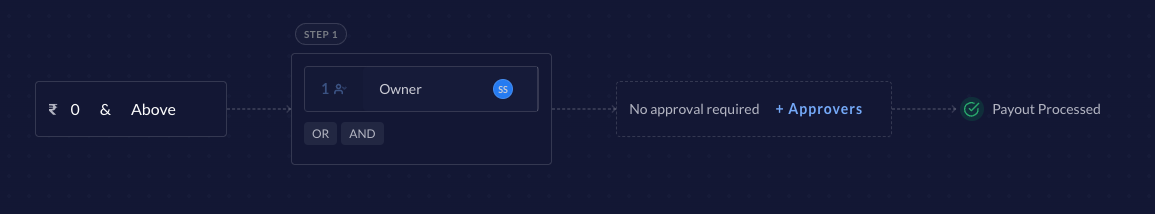 STEP 1
₹ 0 & Above
1 Owner SS
OR AND
No approval required + Approvers
Payout Processed